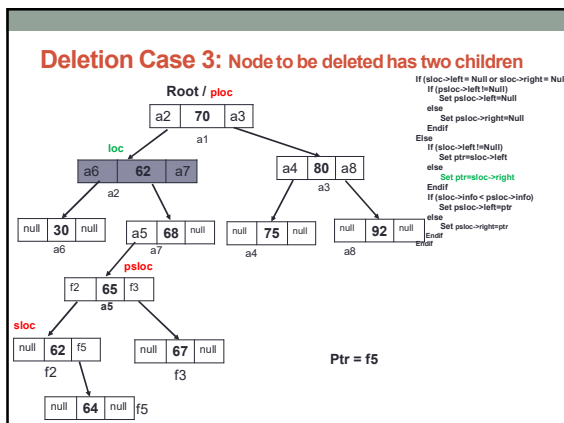 Deletion Case 3: Node to be deleted has two children
If (sloc->left = Null or sloc->right = Null
If (psloc->left!=Null)
Set psloc->left=Null
else
Set psloc->right=Null
Endif
Else
If (sloc->left!=Null)
Set ptr=sloc->left
else
Set ptr=sloc->right
Endif
If (sloc->info < psloc->info)
Set psloc->left=ptr
else
Set psloc->right=ptr
Endif
Endif
Root / ploc
a2 70 a3
a1
loc
a6 62 a7
a2
a4 80 a8
a3
null 30 null
a6
a5 68 null
a7
null 75 null
a4
null 92 null
a8
psloc
f2 65 f3
a5
sloc
null 62 f5
f2
null 67 null
f3
Ptr = f5
null 64 null f5